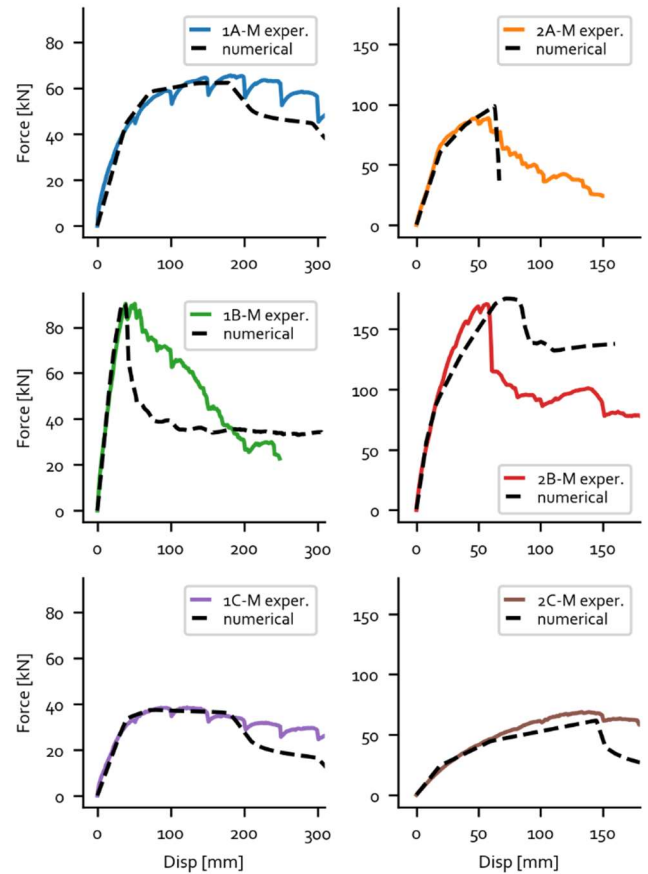 1A-M exper.
numerical
Force [kN]
80
60
40
20
0
0 100 200 300
2A-M exper.
numerical
150
100
50
0
0 50 100 150
1B-M exper.
numerical
Force [kN]
80
60
40
20
0
0 100 200 300
2B-M exper.
numerical
150
100
50
0
0 50 100 150
1C-M exper.
numerical
Force [kN]
80
60
40
20
0
0 100 200 300
Disp [mm]
2C-M exper.
numerical
150
100
50
0
0 50 100 150
Disp [mm]